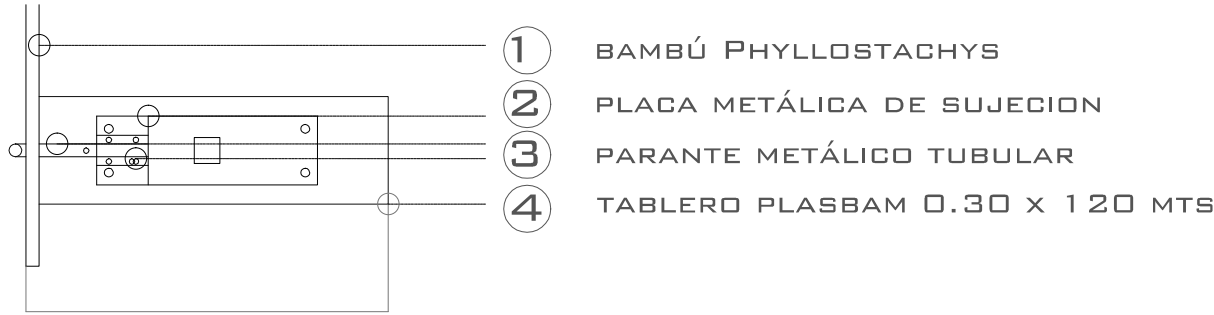 1 BAMBÚ PHYLLOSTACHYS
2 PLACA METÁLICA DE SUJECION
3 PARANTE METÁLICO TUBULAR
4 TABLERO PLASBAM 0.30 X 120 MTS